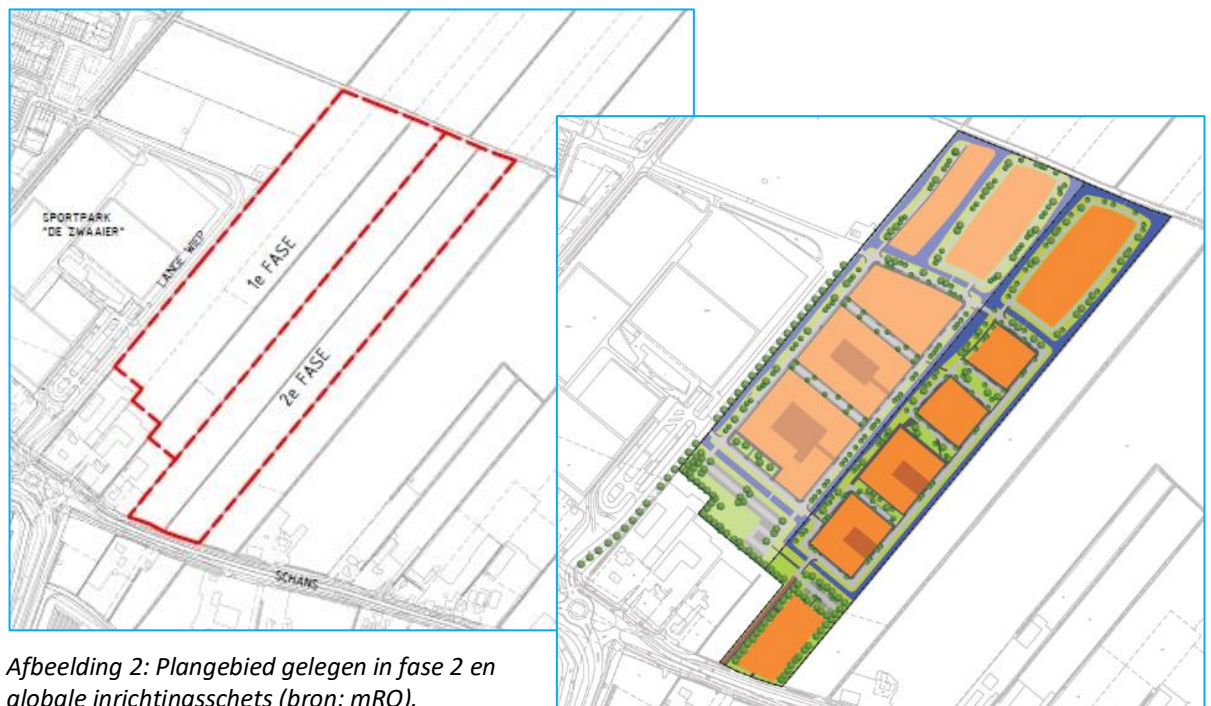 SPORTPARK
"DE ZWAAIER"
LANGE WIEP
1e FASE
2e FASE
SCHANS
Afbeelding 2: Plangebied gelegen in fase 2 en
globale inrichtingsschets (bron: mRO).